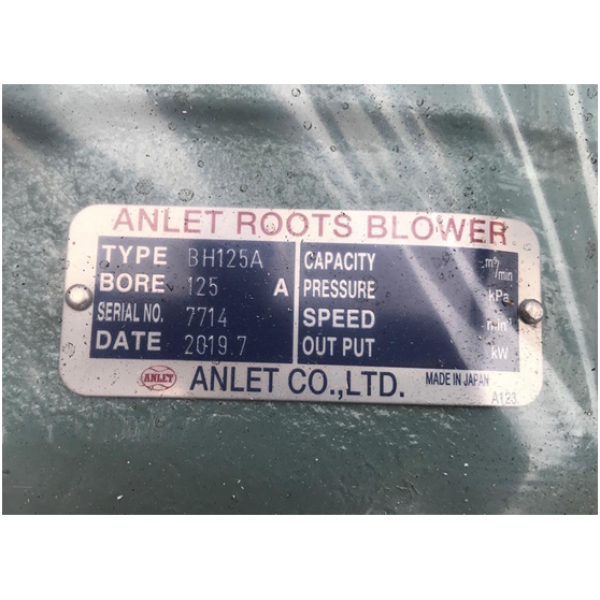 ANLET ROOTS BLOWER
TYPE BH125A CAPACITY m³/min
BORE 125 A PRESSURE kPa
SERIAL NO. 7714 SPEED min⁻¹
DATE 2019.7 OUT PUT kW
ANLET ANLET CO.,LTD. MADE IN JAPAN
A123